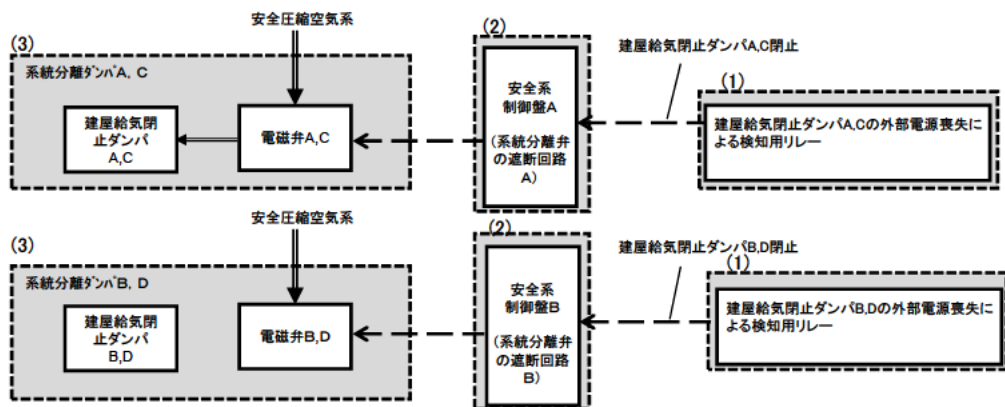 安全圧縮空気系
(3)
系統分離ﾀﾞﾝﾊﾟA, C
建屋給気閉
止ダンパ
A,C
電磁弁A,C
(2)
安全系
制御盤A
(系統分離弁
の遮断回路
A)
建屋給気閉止ダンパA,C閉止
(1)
建屋給気閉止ダンパA,Cの外部電源喪失に
よる検知用リレー
安全圧縮空気系
(3)
系統分離ﾀﾞﾝﾊﾟB, D
建屋給気閉
止ダンパ
B,D
電磁弁B,D
(2)
安全系
制御盤B
(系統分離弁
の遮断回路
B)
建屋給気閉止ダンパB,D閉止
(1)
建屋給気閉止ダンパB,Dの外部電源喪失に
よる検知用リレー